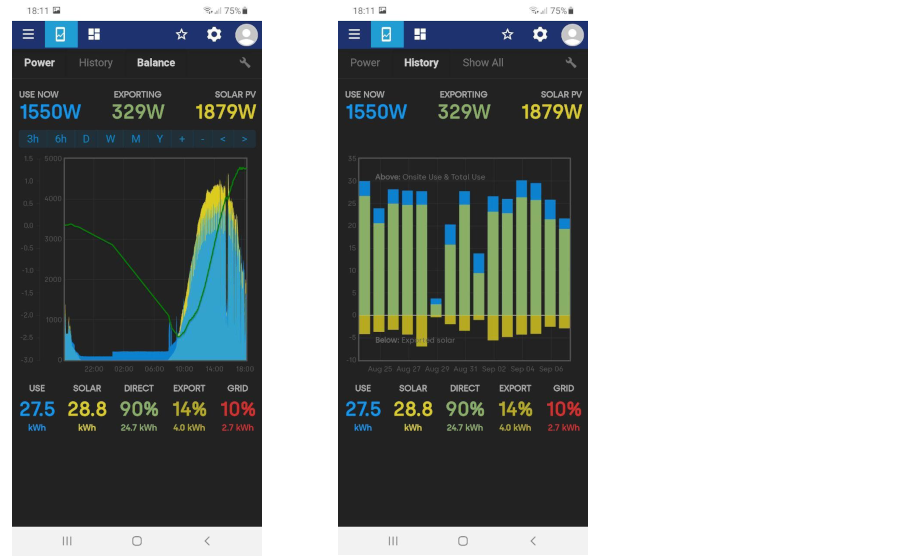 18:11 75%
Power History Balance
USE NOW EXPORTING SOLAR PV
1550W 329W 1879W
3h 6h D W M Y + - < >
1.5 5000
1.0
0.5 4000
0.0
3000
-0.5
-1.0
2000
-1.5
-2.0 1000
-2.5
-3.0 0
22:00 02:00 06:00 10:00 14:00 18:00
USE SOLAR DIRECT EXPORT GRID
27.5 28.8 90% 14% 10%
kWh kWh 24.7 kWh 4.0 kWh 2.7 kWh
18:11 75%
Power History Show All
USE NOW EXPORTING SOLAR PV
1550W 329W 1879W
35
Above: Onsite Use & Total Use
30
25
20
15
10
5
0
-5
Below: Exported solar
-10
Aug 25 Aug 27 Aug 29 Aug 31 Sep 02 Sep 04 Sep 06
USE SOLAR DIRECT EXPORT GRID
27.5 28.8 90% 14% 10%
kWh kWh 24.7 kWh 4.0 kWh 2.7 kWh